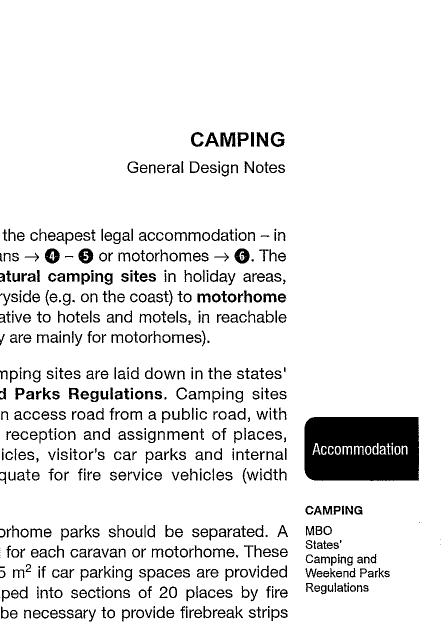 CAMPING
General Design Notes
the cheapest legal accommodation – in
ans → ❹ – ❺ or motorhomes → ❻. The
atural camping sites in holiday areas,
ryside (e.g. on the coast) to motorhome
ative to hotels and motels, in reachable
y are mainly for motorhomes).
mping sites are laid down in the states'
d Parks Regulations. Camping sites
n access road from a public road, with
reception and assignment of places,
icles, visitor's car parks and internal
quate for fire service vehicles (width
orhome parks should be separated. A
for each caravan or motorhome. These
5 m² if car parking spaces are provided
ped into sections of 20 places by fire
be necessary to provide firebreak strips
Accommodation
CAMPING
MBO
States'
Camping and
Weekend Parks
Regulations